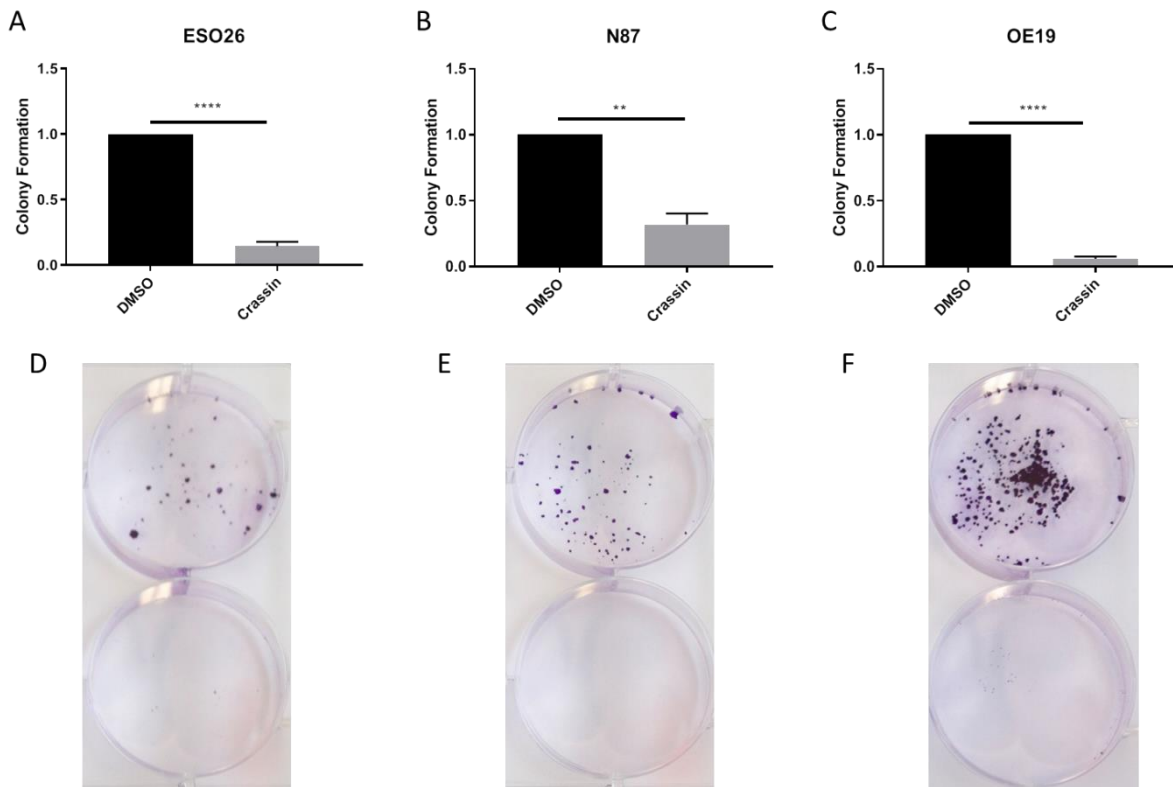 A
ESO26
1.5
1.0
0.5
0.0
Colony Formation
****
DMSO
Crassin
B
N87
1.5
1.0
0.5
0.0
Colony Formation
**
DMSO
Crassin
C
OE19
1.5
1.0
0.5
0.0
Colony Formation
****
DMSO
Crassin
D
E
F